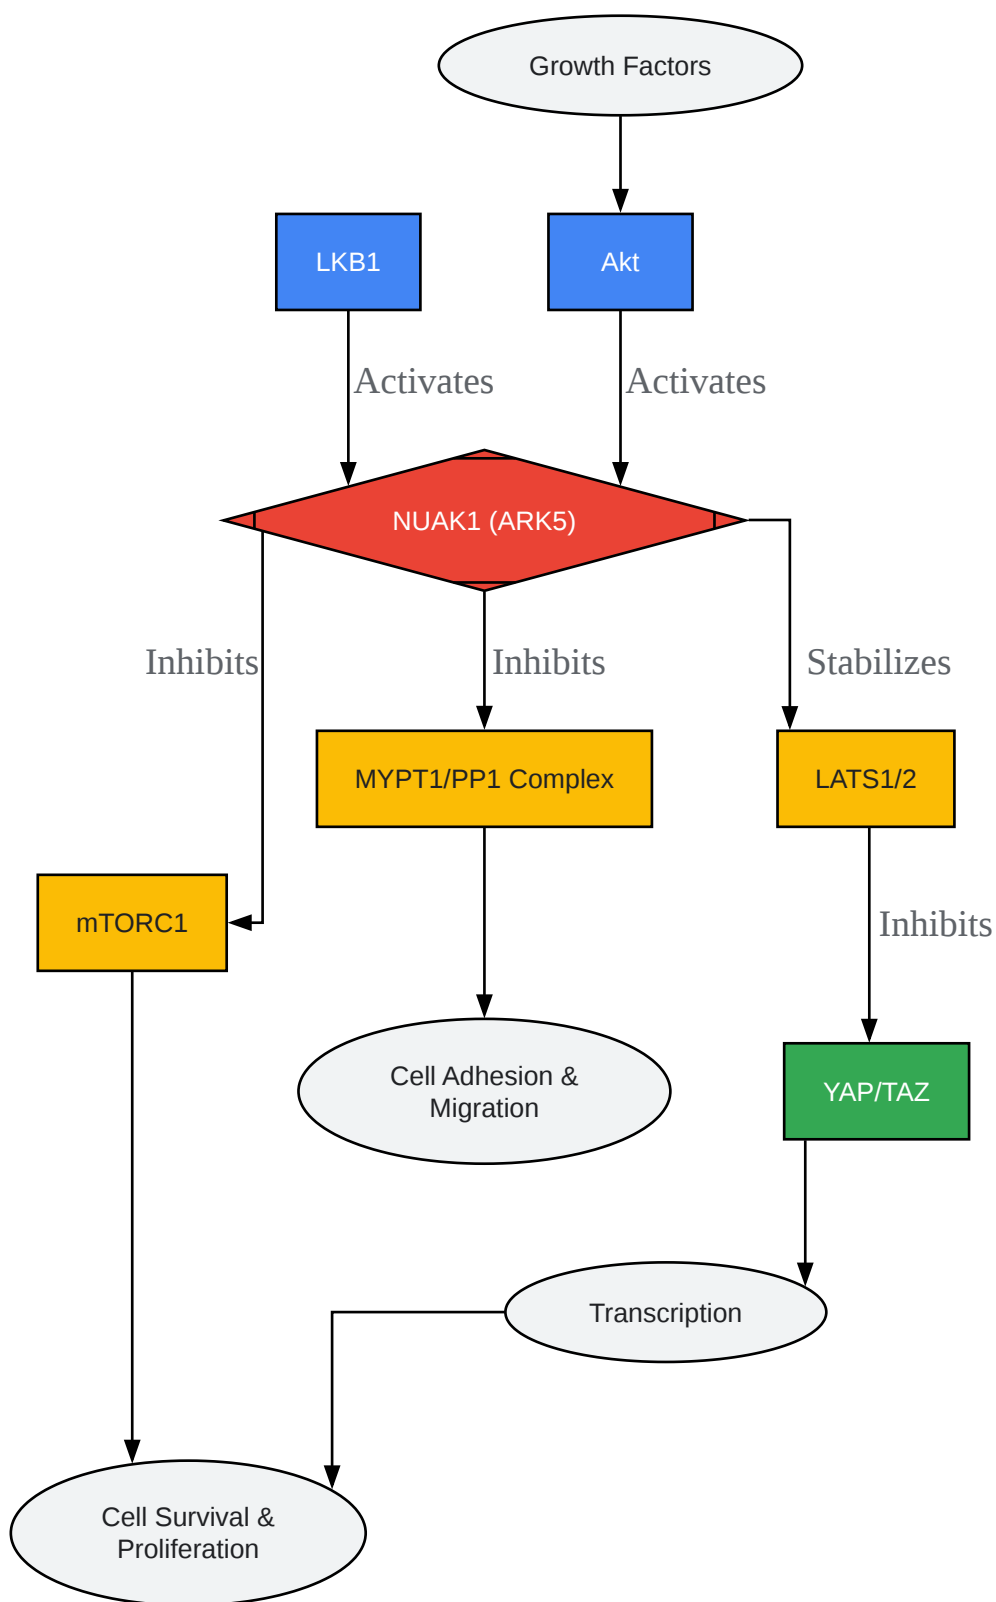 Growth Factors
LKB1
Akt
Activates
Activates
NUAK1 (ARK5)
Inhibits
Inhibits
Stabilizes
MYPT1/PP1 Complex
LATS1/2
mTORC1
Inhibits
Cell Adhesion &
Migration
YAP/TAZ
Transcription
Cell Survival &
Proliferation